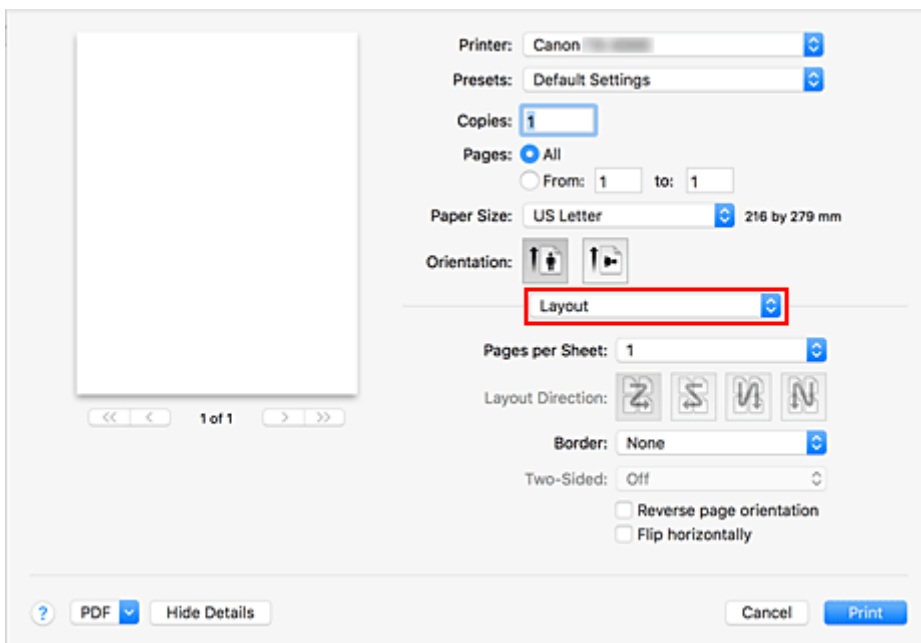 Printer: Canon
Presets: Default Settings
Copies: 1
Pages: All
From: 1 to: 1
Paper Size: US Letter 216 by 279 mm
Orientation:
Layout
Pages per Sheet: 1
Layout Direction:
1 of 1
Border: None
Two-Sided: Off
Reverse page orientation
Flip horizontally
? PDF Hide Details Cancel Print